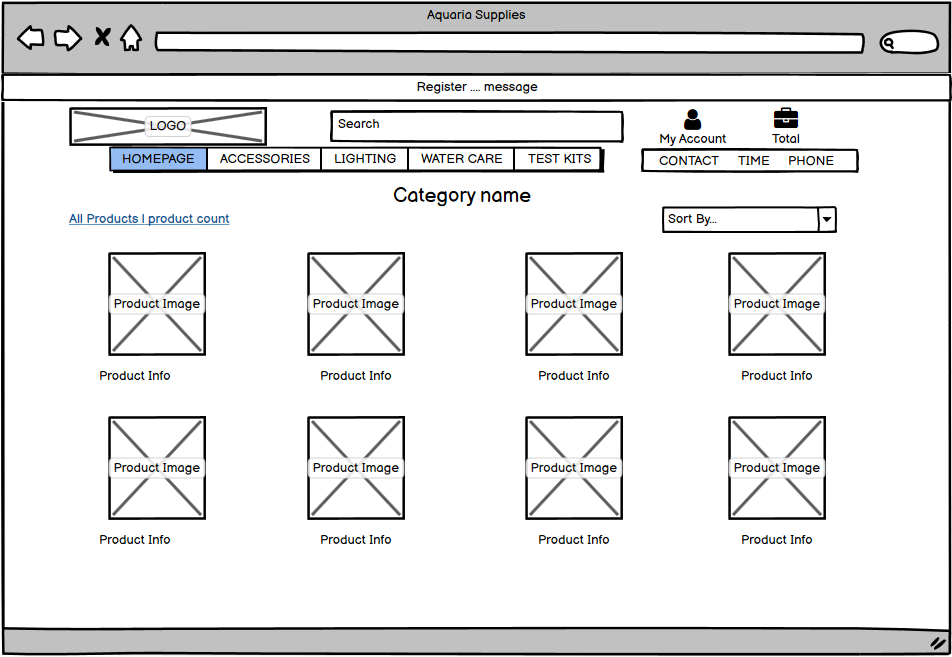 Aquaria Supplies
Register .... message
LOGO
Search
My Account
Total
HOMEPAGE ACCESSORIES LIGHTING WATER CARE TEST KITS
CONTACT TIME PHONE
Category name
All Products | product count
Sort By...
Product Image Product Image Product Image Product Image
Product Info Product Info Product Info Product Info
Product Image Product Image Product Image Product Image
Product Info Product Info Product Info Product Info